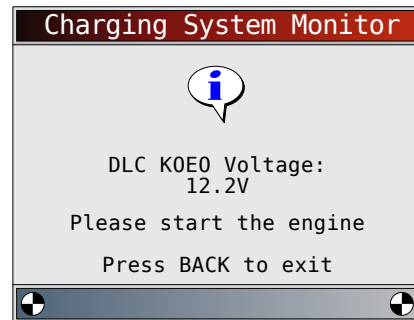 Charging System Monitor
i
DLC KOEO Voltage:
12.2V
Please start the engine
Press BACK to exit